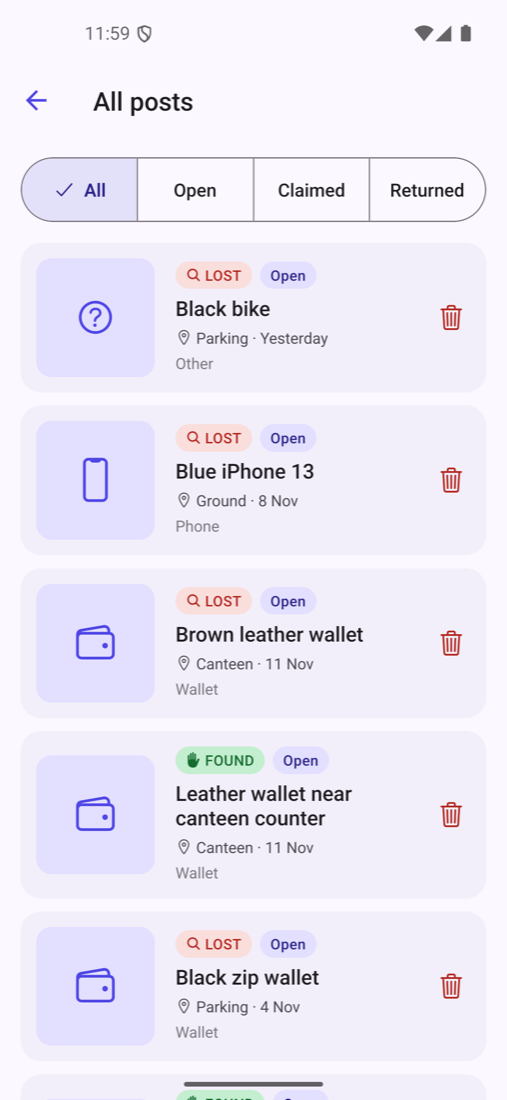 11:59
All posts
All
Open
Claimed
Returned
LOST Open
Black bike
Parking · Yesterday
Other
LOST Open
Blue iPhone 13
Ground · 8 Nov
Phone
LOST Open
Brown leather wallet
Canteen · 11 Nov
Wallet
FOUND Open
Leather wallet near
canteen counter
Canteen · 11 Nov
Wallet
LOST Open
Black zip wallet
Parking · 4 Nov
Wallet